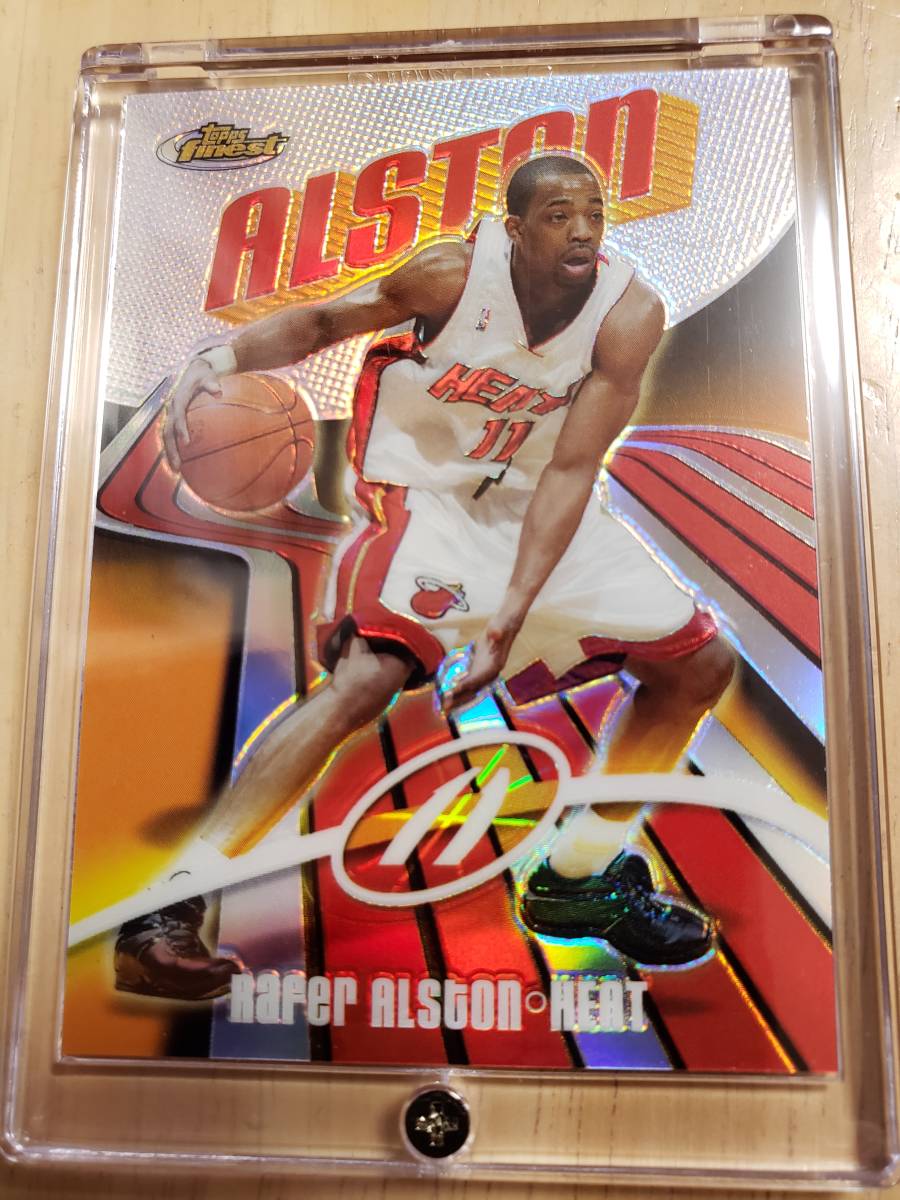 Topps
finest
ALSTON
HEAT
11
11
Rafer ALSTON HEAT